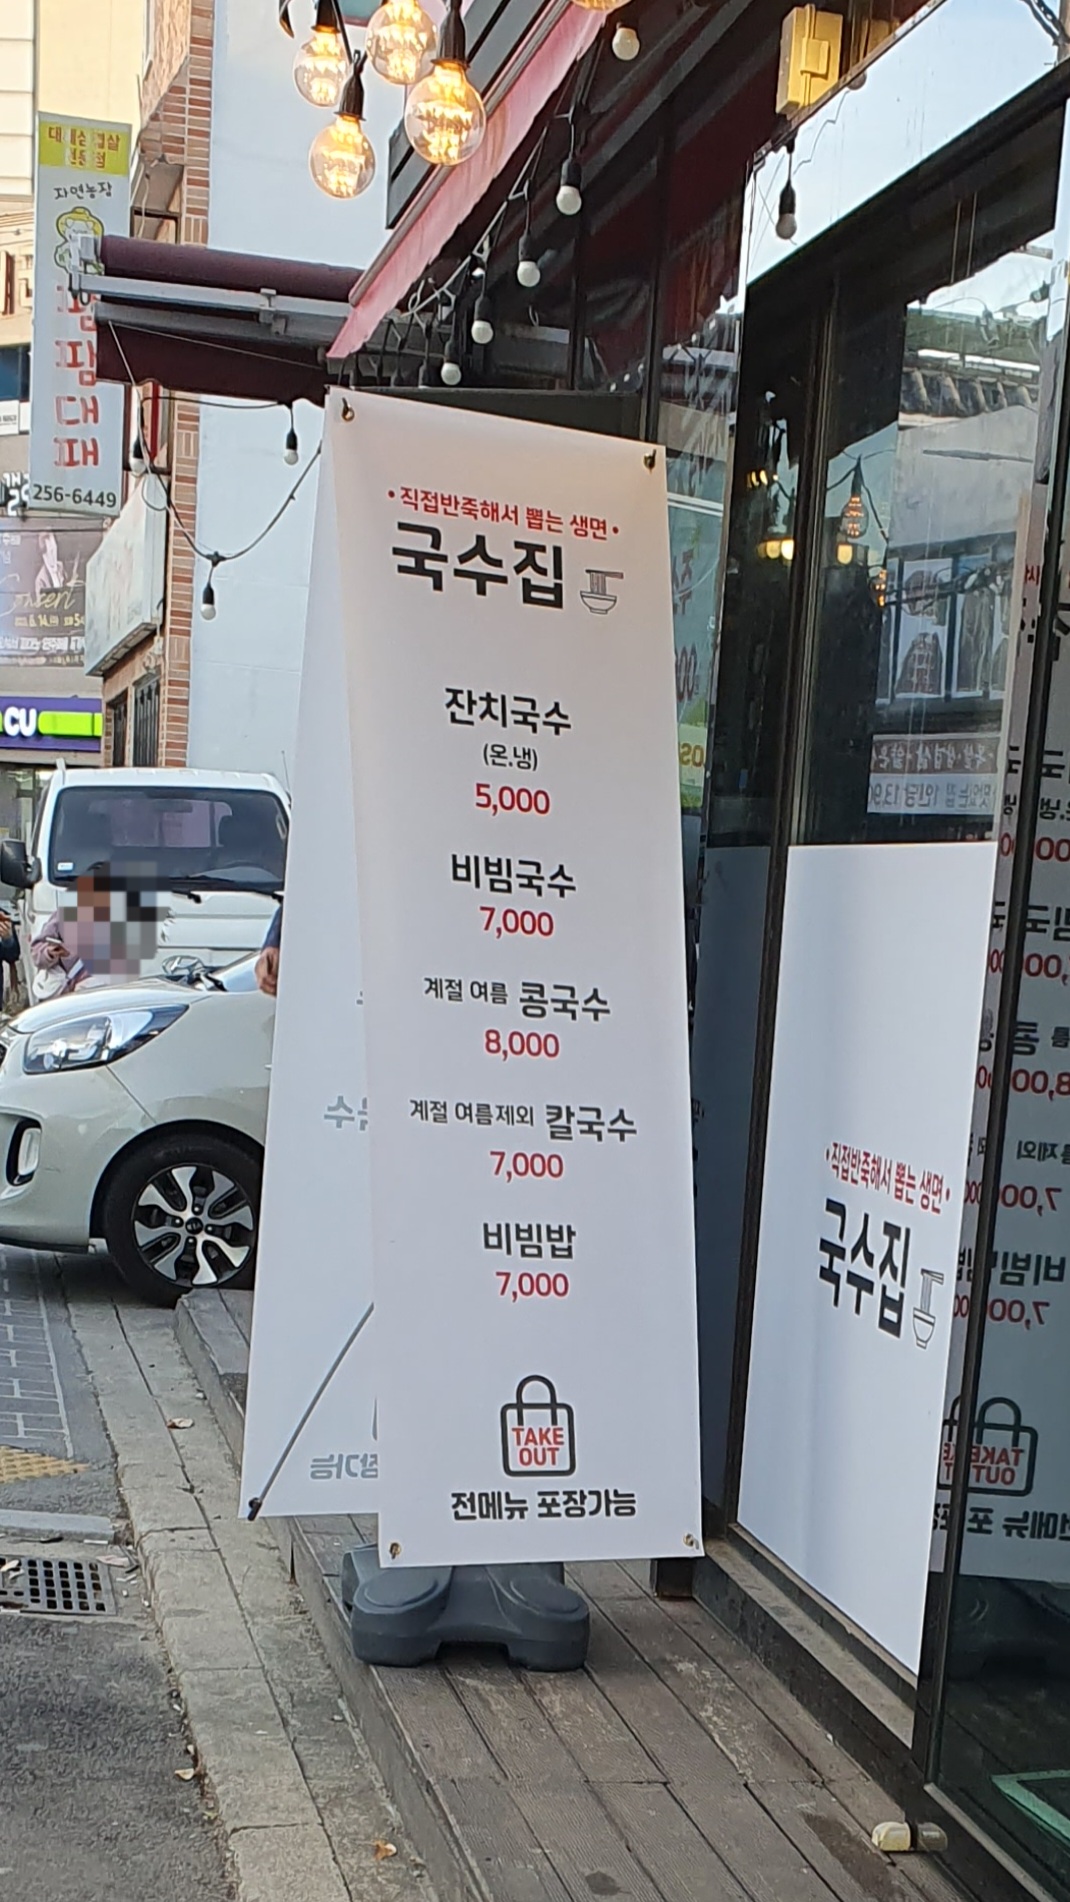 자연농장
256-6449
Concert
CU
•직접반죽해서 뽑는 생면•
국수집
잔치국수
(온.냉)
5,000
비빔국수
7,000
계절 여름 콩국수
8,000
계절 여름제외 칼국수
7,000
비빔밥
7,000
TAKE
OUT
전메뉴 포장가능
•직접반죽해서 뽑는 생면•
국수집